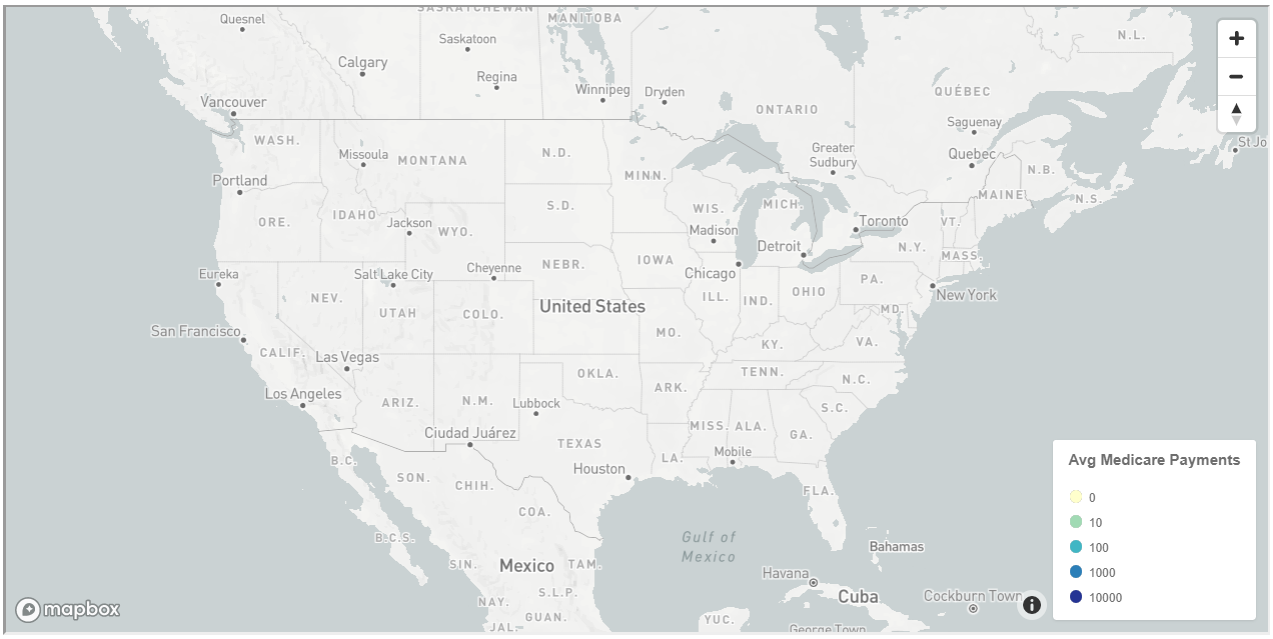 SASKATCHEWAN
MANITOBA
Quesnel
N.L.
Saskatoon
Calgary
Regina
Winnipeg
Dryden
QUÉBEC
ONTARIO
Vancouver
Saguenay
WASH.
St Jo
Missoula
MONTANA
N.D.
Greater
Sudbury
Quebec
N.B.
MINN.
Portland
MAINE
N.S.
IDAHO
S.D.
WIS.
MICH.
ORE.
Jackson
WYO.
Madison
Toronto
VT.
Detroit
N.Y.
MASS.
Eureka
Salt Lake City
Cheyenne
NEBR.
IOWA
Chicago
PA.
NEV.
UTAH
COLO.
United States
ILL.
IND.
OHIO
New York
MD.
San Francisco
MO.
KY.
VA.
CALIF.
Las Vegas
OKLA.
TENN.
N.C.
Los Angeles
ARIZ.
N.M.
Lubbock
ARK.
S.C.
Ciudad Juárez
MISS.
ALA.
GA.
TEXAS
Mobile
B.C.
LA.
Houston
SON.
CHIH.
FLA.
COA.
B.C.S.
Gulf of
Mexico
Bahamas
SIN.
Mexico
TAM.
Havana
S.L.P.
Cuba
Cockburn Town
NAY.
GUAN.
YUC.
JAL.
George Town
Avg Medicare Payments
0
10
100
1000
10000
mapbox